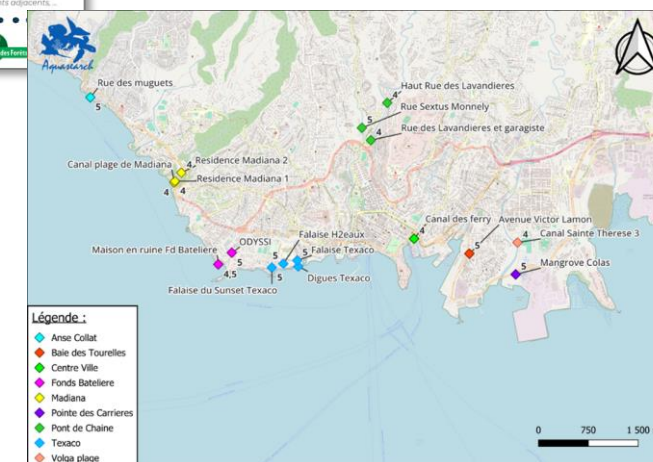 nts adjacents, ...
des Forêts
Aquasearch
Rue des muguets
5
Haut Rue des Lavandieres
4
Rue Sextus Monnely
5
Rue des Lavandieres et garagiste
4
Canal plage de Madiana
4
Residence Madiana 2
4
Residence Madiana 1
4
Canal des ferry
4
Avenue Victor Lamon
5
4
Canal Sainte Therese 3
5
Mangrove Colas
Maison en ruine Fd Bateliere
4,5
ODYSSI
5
Falaise H2eaux
5
Falaise Texaco
5
Falaise du Sunset Texaco
5
Digues Texaco
5
Légende :
Anse Collat
Baie des Tourelles
Centre Ville
Fonds Bateliere
Madiana
Pointe des Carrieres
Pont de Chaine
Texaco
Volga plage
0 750 1 500